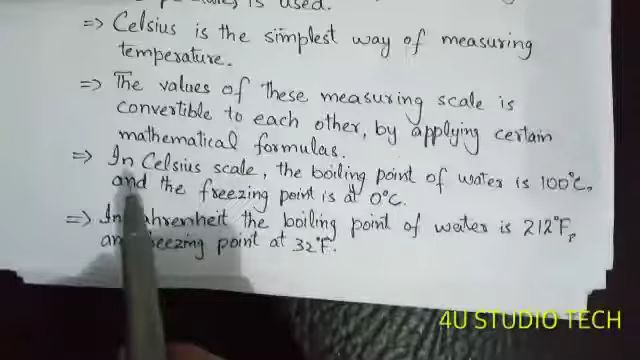 is used.
=> Celsius is the simplest way of measuring
temperature.
=> The values of these measuring scale is
convertible to each other, by applying certain
mathematical formulas.
=> In Celsius scale, the boiling point of water is 100°C,
and the freezing point is at 0°C.
=> In Fahrenheit the boiling point of water is 212°F,
and freezing point at 32°F.
4U STUDIO TECH